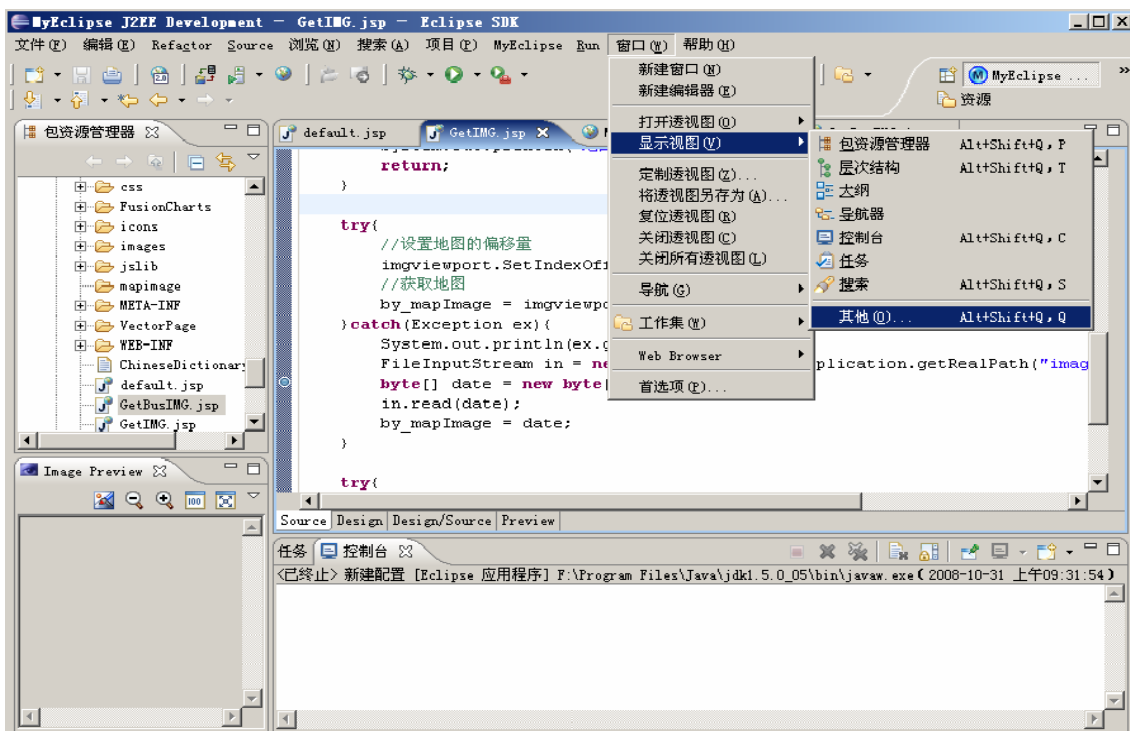 MyEclipse J2EE Development - GetIMG.jsp - Eclipse SDK
文件(F) 编辑(E) Refactor Source 浏览(N) 搜索(A) 项目(P) MyEclipse Run 窗口(W) 帮助(H)
MyEclipse ... »
资源
新建窗口(N)
新建编辑器(E)
打开透视图(O)
显示视图(V)
定制透视图(Z)...
将透视图另存为(A)...
复位透视图(R)
关闭透视图(C)
关闭所有透视图(L)
导航(G)
工作集(W)
Web Browser
首选项(P)...
包资源管理器 Alt+Shift+Q, P
层次结构 Alt+Shift+Q, T
大纲
导航器
控制台 Alt+Shift+Q, C
任务
搜索 Alt+Shift+Q, S
其他(O)... Alt+Shift+Q, Q
包资源管理器
css
FusionCharts
icons
images
jslib
mapimage
META-INF
VectorPage
WEB-INF
ChineseDictionary
default.jsp
GetBusIMG.jsp
GetIMG.jsp
default.jsp GetIMG.jsp
return;
}
try{
//设置地图的偏移量
imgviewport.SetIndexOf
//获取地图
by_mapImage = imgviewpo
}catch(Exception ex){
System.out.println(ex.g
FileInputStream in = ne plication.getRealPath("imag
byte[] date = new byte[
in.read(date);
by_mapImage = date;
}
try{
Source Design Design/Source Preview
Image Preview
100
任务 控制台
<已终止> 新建配置 [Eclipse 应用程序] F:\Program Files\Java\jdk1.5.0_05\bin\javaw.exe(2008-10-31 上午09:31:54)